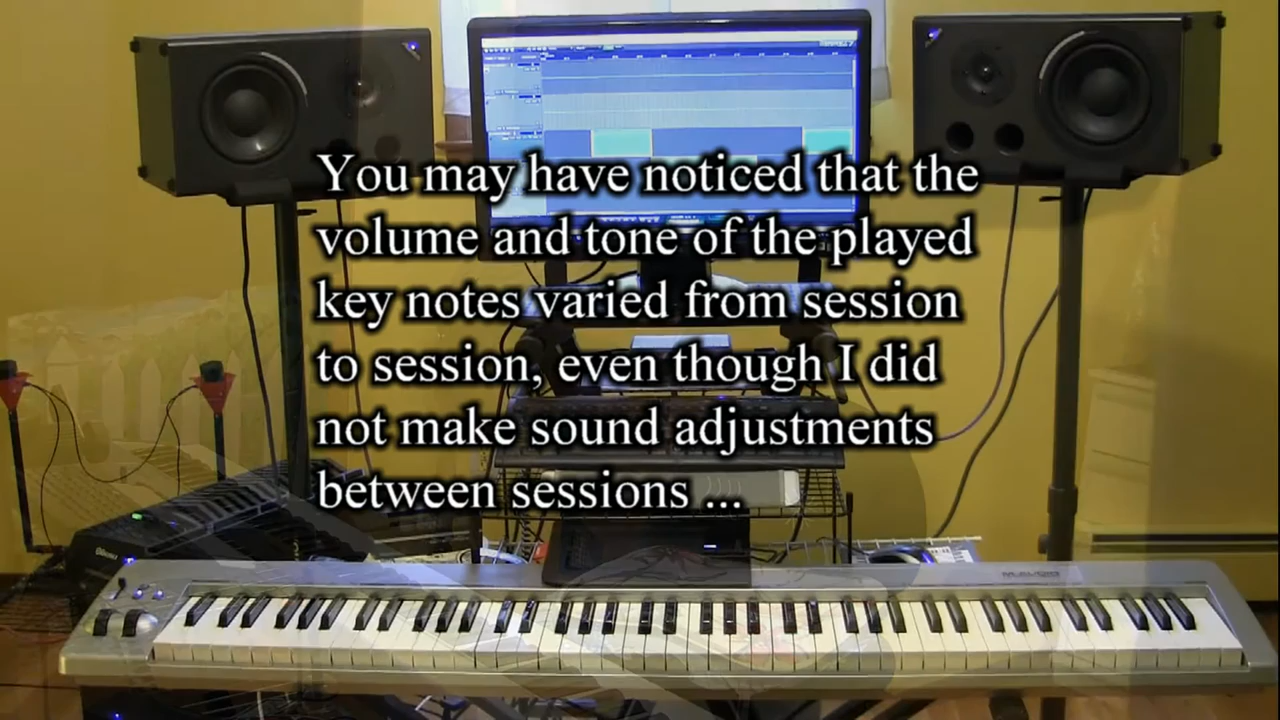 You may have noticed that the
volume and tone of the played
key notes varied from session
to session, even though I did
not make sound adjustments
between sessions ...
M-AUDIO